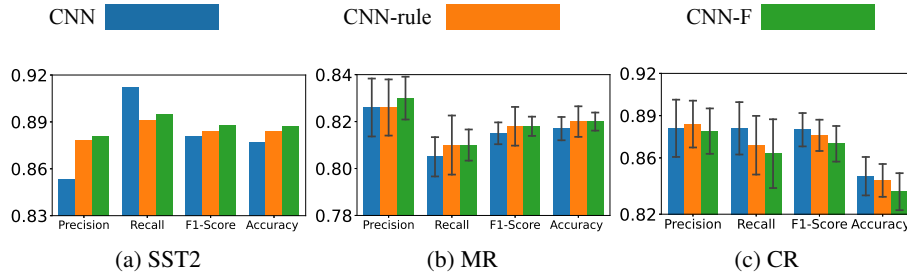 CNN CNN-rule CNN-F
0.92 0.84 0.92
0.89 0.82 0.89
0.86 0.80 0.86
0.83 0.78 0.82
Precision Recall F1-Score Accuracy Precision Recall F1-Score Accuracy Precision Recall F1-Score Accuracy
(a) SST2 (b) MR (c) CR